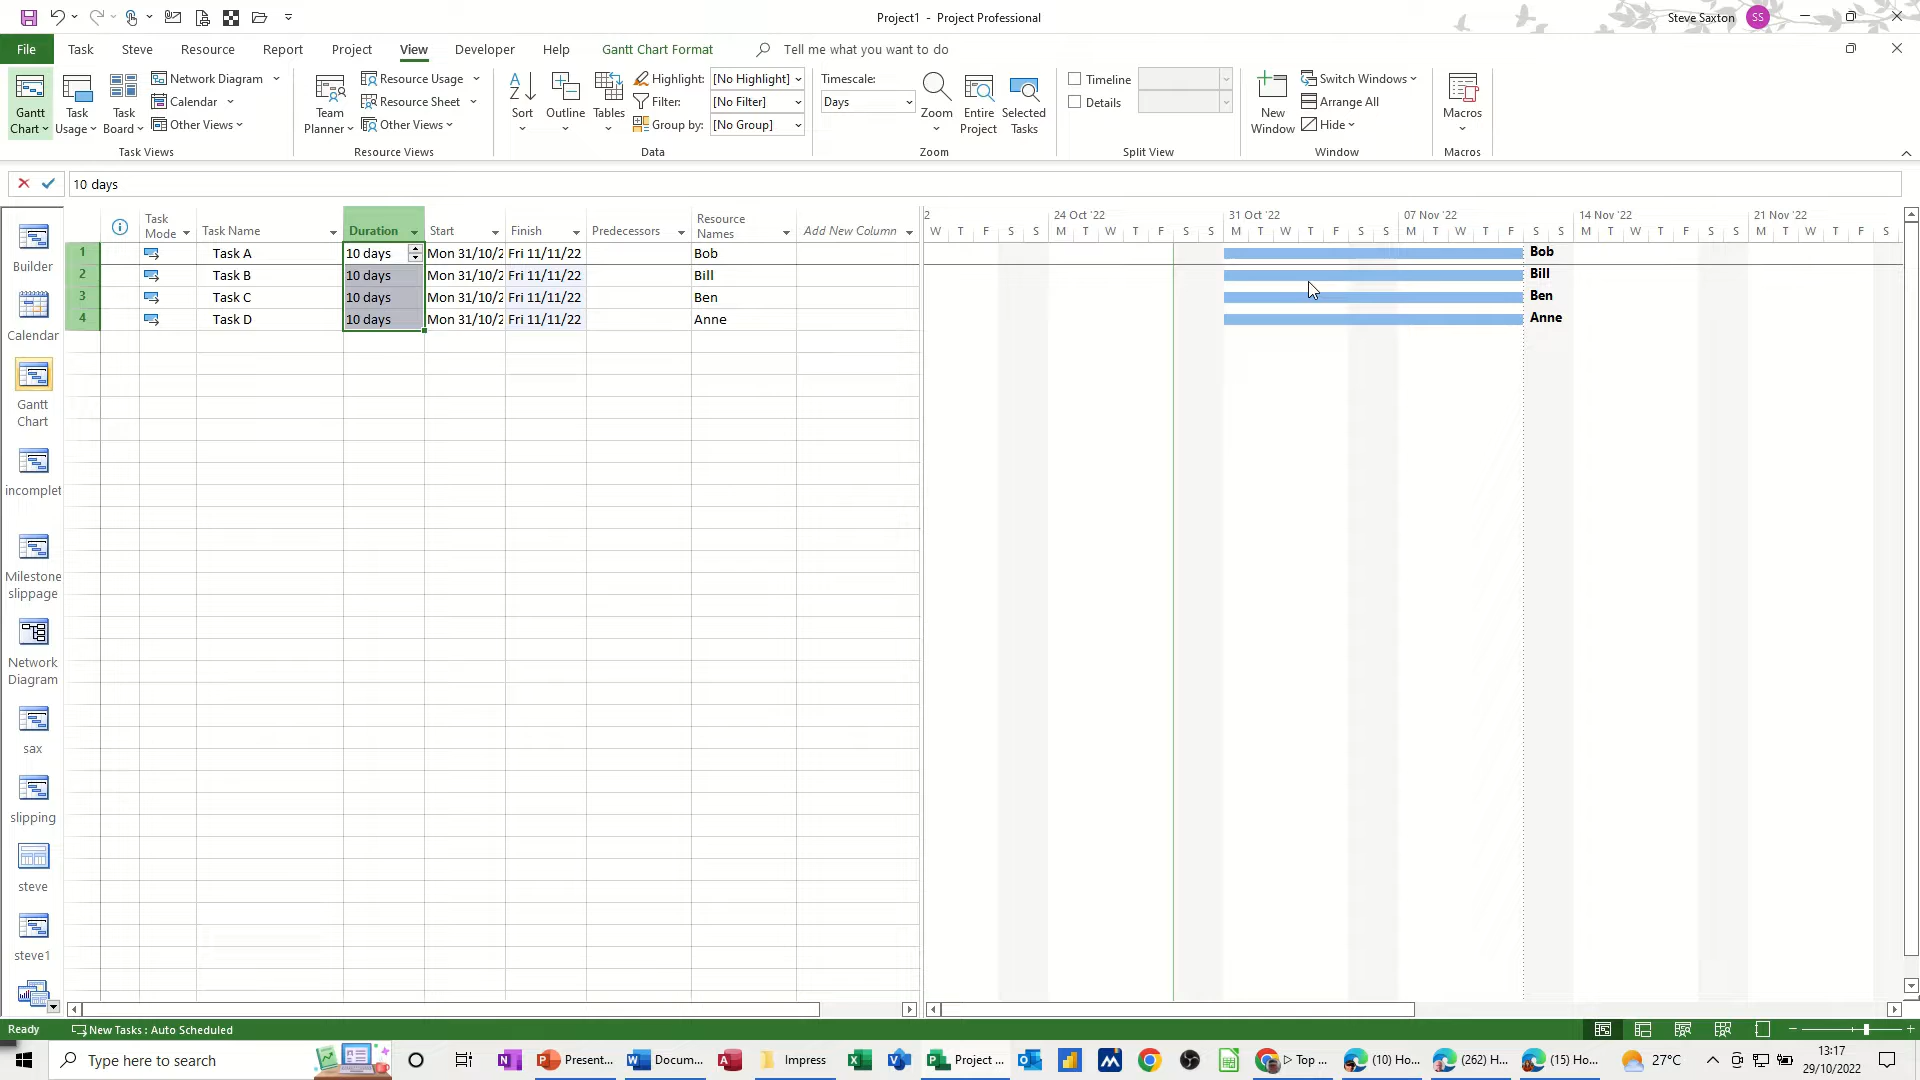 Project1 - Project Professional
Steve Saxton
SS
File
Task
Steve
Resource
Report
Project
View
Developer
Help
Gantt Chart Format
Tell me what you want to do
Gantt
Chart
Task
Usage
Task
Board
Network Diagram
Calendar
Other Views
Task Views
Team
Planner
Resource Usage
Resource Sheet
Other Views
Resource Views
A
Z
Sort
Outline
Tables
Highlight: [No Highlight]
Filter: [No Filter]
Group by: [No Group]
Data
Timescale:
Days
Zoom
Entire
Project
Selected
Tasks
Zoom
Timeline
Details
Split View
New
Window
Switch Windows
Arrange All
Hide
Window
Macros
Macros
10 days
Task
Mode
Task Name
Duration
Start
Finish
Predecessors
Resource
Names
Add New Column
1 Task A 10 days Mon 31/10/2 Fri 11/11/22 Bob
2 Task B 10 days Mon 31/10/2 Fri 11/11/22 Bill
3 Task C 10 days Mon 31/10/2 Fri 11/11/22 Ben
4 Task D 10 days Mon 31/10/2 Fri 11/11/22 Anne
2 24 Oct '22 31 Oct '22 07 Nov '22 14 Nov '22 21 Nov '22
W T F S S M T W T F S S M T W T F S S M T W T F S S M T W T F S S M T W T F S
Bob
Bill
Ben
Anne
Builder
Calendar
Gantt
Chart
incomplet
Milestone
slippage
Network
Diagram
sax
slipping
steve
steve1
Ready
New Tasks : Auto Scheduled
Type here to search
Present...
Docum...
Impress
Project ...
Top ...
(10) Ho...
(262) H...
(15) Ho...
27°C
13:17
29/10/2022